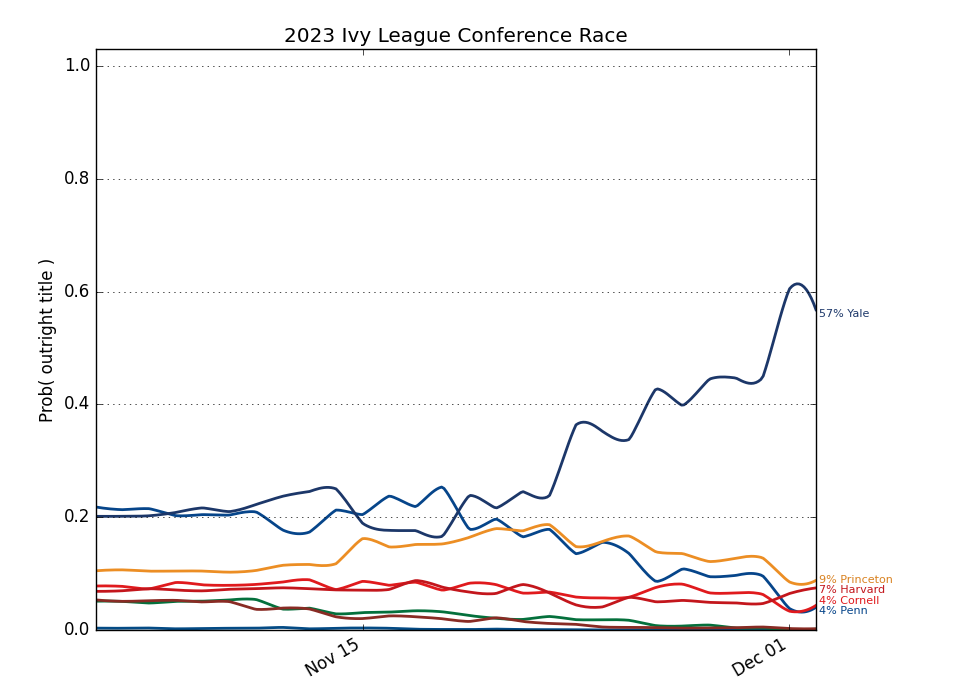 2023 Ivy League Conference Race
Prob( outright title )
1.0
0.8
0.6
0.4
0.2
0.0
Nov 15
Dec 01
57% Yale
9% Princeton
7% Harvard
4% Cornell
4% Penn